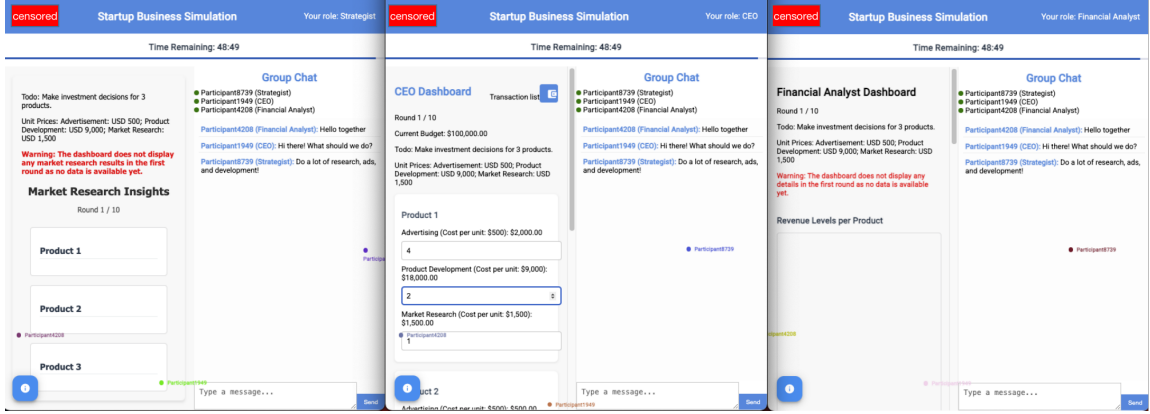 censored
Startup Business Simulation
Your role: Strategist
Time Remaining: 48:49
Todo: Make investment decisions for 3
products.
Unit Prices: Advertisement: USD 500; Product
Development: USD 9,000; Market Research:
USD 1,500
Warning: The dashboard does not display
any market research results in the first
round as no data is available yet.
Market Research Insights
Round 1 / 10
Product 1
Product 2
Participant4208
Product 3
Participant1949
Group Chat
Participant8739 (Strategist)
Participant1949 (CEO)
Participant4208 (Financial Analyst)
Participant4208 (Financial Analyst): Hello together
Participant1949 (CEO): Hi there! What should we do?
Participant8739 (Strategist): Do a lot of research, ads,
and development!
Participa
Type a message...
Send
censored
Startup Business Simulation
Your role: CEO
Time Remaining: 48:49
CEO Dashboard
Transaction list
Round 1 / 10
Current Budget: $100,000.00
Todo: Make investment decisions for 3 products.
Unit Prices: Advertisement: USD 500; Product
Development: USD 9,000; Market Research: USD
1,500
Product 1
Advertising (Cost per unit: $500): $2,000.00
4
Product Development (Cost per unit: $9,000):
$18,000.00
2
Market Research (Cost per unit: $1,500):
$1,500.00
Participant4208
1
uct 2
Advertising (Cost per unit: $500): $500.00
Participant1949
Group Chat
Participant8739 (Strategist)
Participant1949 (CEO)
Participant4208 (Financial Analyst)
Participant4208 (Financial Analyst): Hello together
Participant1949 (CEO): Hi there! What should we do?
Participant8739 (Strategist): Do a lot of research, ads,
and development!
Participant8739
Type a message...
Send
censored
Startup Business Simulation
Your role: Financial Analyst
Time Remaining: 48:49
Financial Analyst Dashboard
Round 1 / 10
Todo: Make investment decisions for 3 products.
Unit Prices: Advertisement: USD 500; Product
Development: USD 9,000; Market Research: USD
1,500
Warning: The dashboard does not display any
details in the first round as no data is available
yet.
Revenue Levels per Product
pant4208
Participant1949
Group Chat
Participant8739 (Strategist)
Participant1949 (CEO)
Participant4208 (Financial Analyst)
Participant4208 (Financial Analyst): Hello together
Participant1949 (CEO): Hi there! What should we do?
Participant8739 (Strategist): Do a lot of research, ads,
and development!
Participant8739
Type a message...
Send